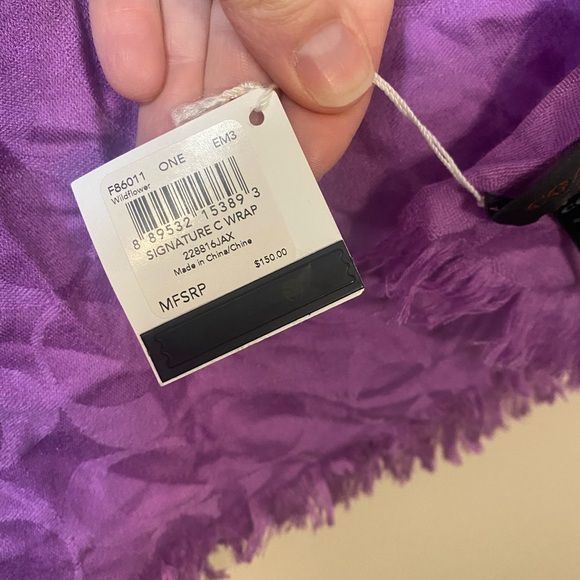 F86011 ONE EM3
Wildflower
8 89532 15389 3
SIGNATURE C WRAP
228816JAX
Made in China/Chine
$150.00
MFSRP